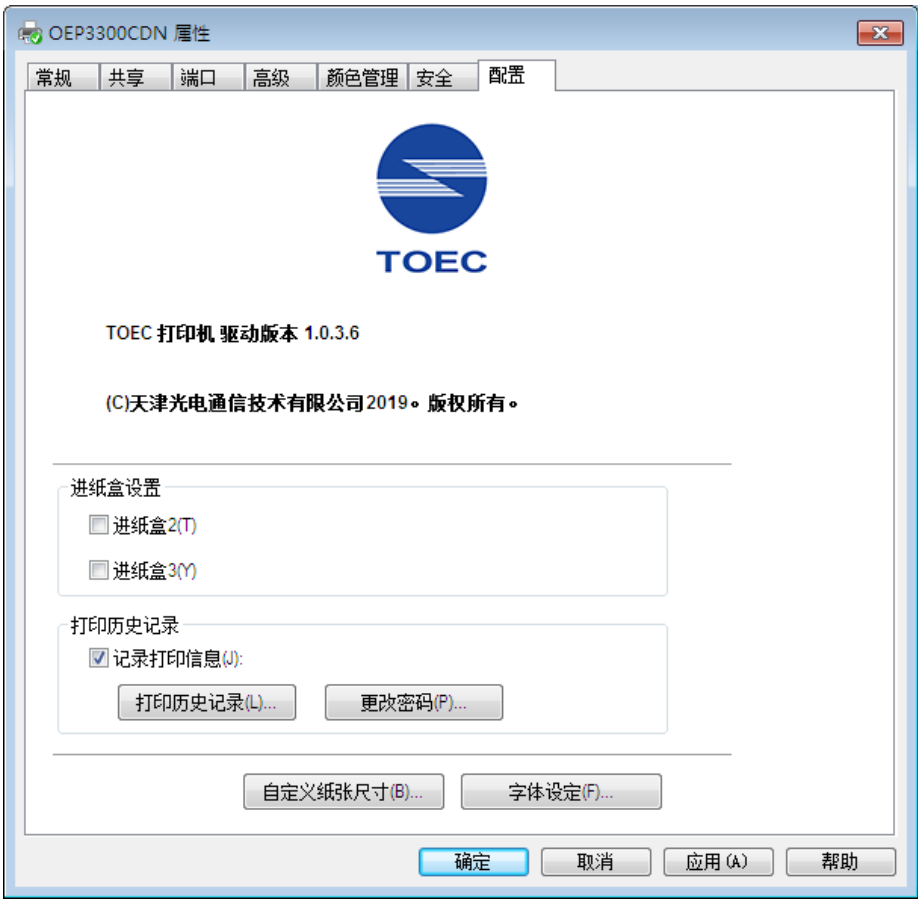 OEP3300CDN 属性
常规 共享 端口 高级 颜色管理 安全 配置
TOEC
TOEC 打印机 驱动版本 1.0.3.6
(C)天津光电通信技术有限公司2019。版权所有。
进纸盒设置
进纸盒2(T)
进纸盒3(Y)
打印历史记录
记录打印信息(J):
打印历史记录(L)... 更改密码(P)...
自定义纸张尺寸(B)... 字体设定(F)...
确定 取消 应用(A) 帮助